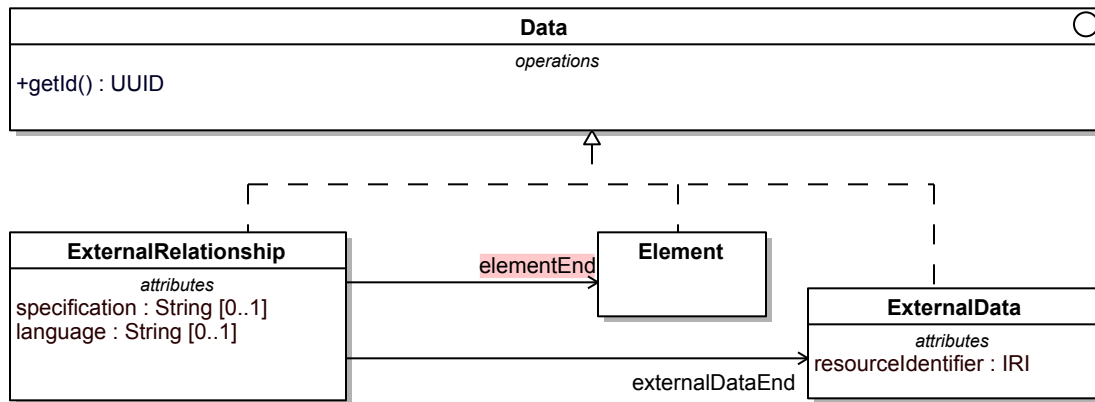 Data
operations
+getId() : UUID
ExternalRelationship
attributes
specification : String [0..1]
language : String [0..1]
elementEnd
Element
ExternalData
attributes
resourceIdentifier : IRI
externalDataEnd